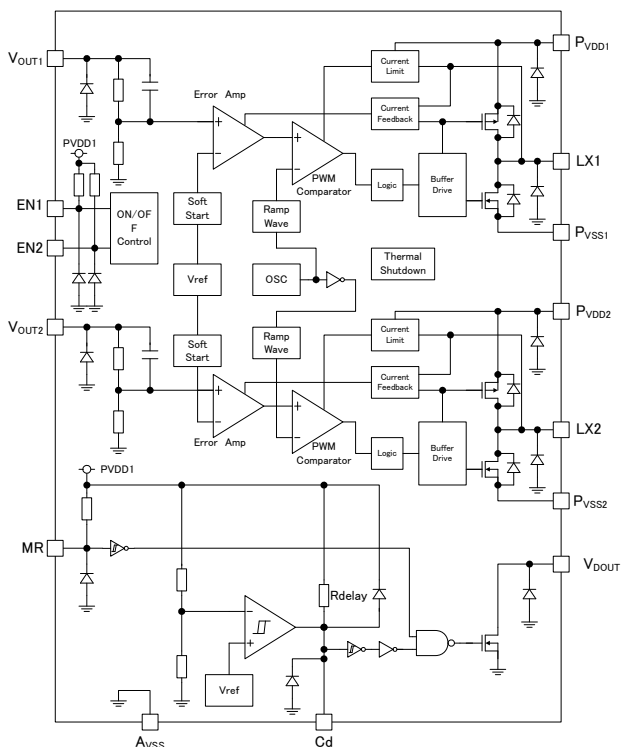 VOUT1
PVDD1
Current
Limit
Error Amp
Current
Feedback
+
-
+
-
PWM
Comparator
Logic
Buffer
Drive
LX1
PVDD1
EN1
EN2
ON/OF
F
Control
Soft
Start
Ramp
Wave
PVSS1
Vref
OSC
Thermal
Shutdown
PVDD2
VOUT2
Soft
Start
Ramp
Wave
Current
Limit
Current
Feedback
+
-
+
-
Error Amp
PWM
Comparator
Logic
Buffer
Drive
LX2
PVDD1
PVSS2
MR
VDOUT
Rdelay
-
+
Vref
AVSS
Cd